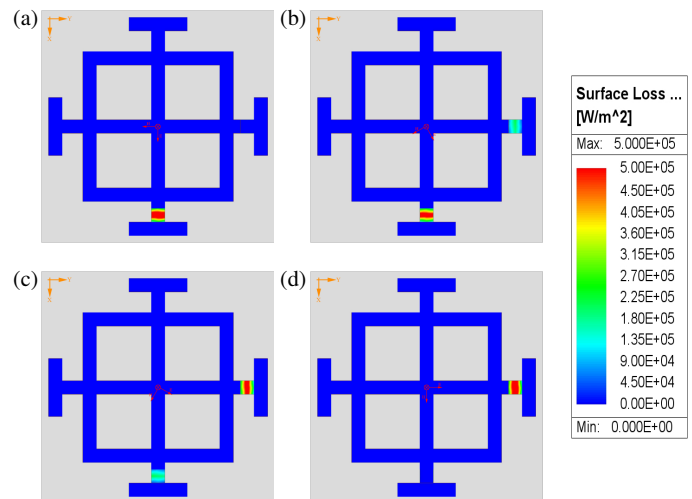 (a)
(b)
Y
X
Y
X
(c)
(d)
Y
X
Y
X
Surface Loss ...
[W/m^2]
Max: 5.000E+05
5.00E+05
4.50E+05
4.05E+05
3.60E+05
3.15E+05
2.70E+05
2.25E+05
1.80E+05
1.35E+05
9.00E+04
4.50E+04
0.00E+00
Min: 0.000E+00